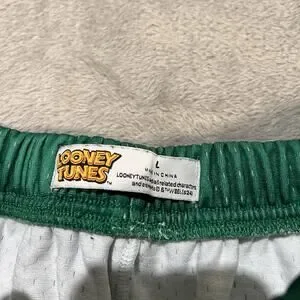 LOONEY
TUNES
L
MADE IN CHINA
LOONEY TUNES and all related characters
and elements © & ™ WBEI. (s24)